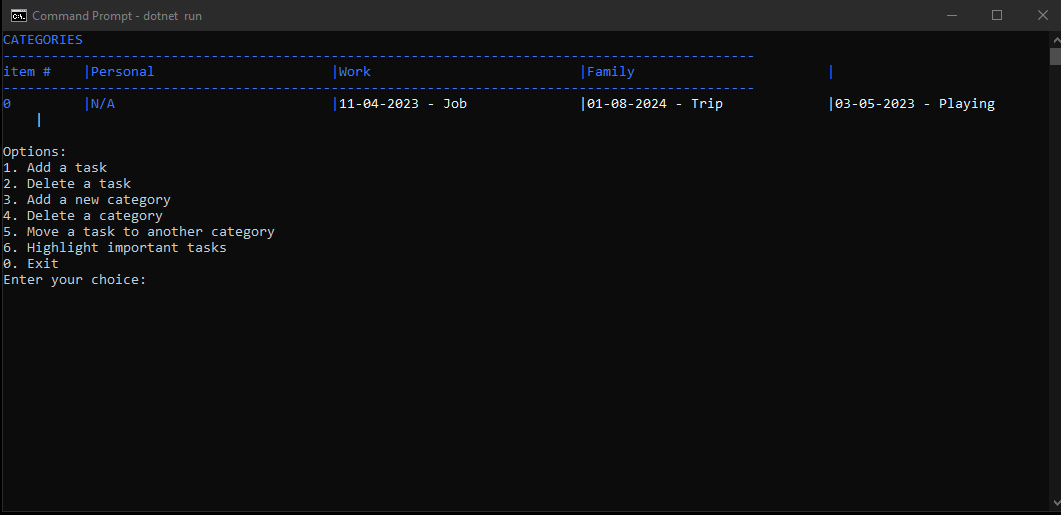 Command Prompt - dotnet  run
CATEGORIES
----------------------------------------------------------------------------------------------
item #    |Personal                      |Work                          |Family                        |
----------------------------------------------------------------------------------------------
0         |N/A                           |11-04-2023 - Job              |01-08-2024 - Trip             |03-05-2023 - Playing
    |
Options:
1. Add a task
2. Delete a task
3. Add a new category
4. Delete a category
5. Move a task to another category
6. Highlight important tasks
0. Exit
Enter your choice: